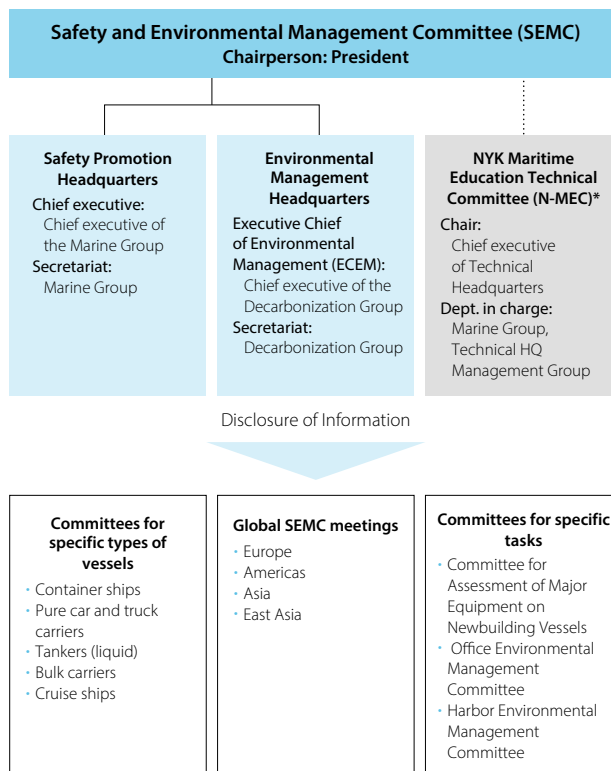 Safety and Environmental Management Committee (SEMC)
Chairperson: President
Safety Promotion
Headquarters
Chief executive:
Chief executive of
the Marine Group
Secretariat:
Marine Group
Environmental
Management
Headquarters
Executive Chief
of Environmental
Management (ECEM):
Chief executive of the
Decarbonization Group
Secretariat:
Decarbonization Group
NYK Maritime
Education Technical
Committee (N-MEC)*
Chair:
Chief executive
of Technical
Headquarters
Dept. in charge:
Marine Group,
Technical HQ
Management Group
Disclosure of Information
Committees for
specific types of
vessels
・Container ships
・Pure car and truck
carriers
・Tankers (liquid)
・Bulk carriers
・Cruise ships
Global SEMC meetings
・Europe
・Americas
・Asia
・East Asia
Committees for specific
tasks
・Committee for
Assessment of Major
Equipment on
Newbuilding Vessels
・Office Environmental
Management
Committee
・Harbor Environmental
Management
Committee